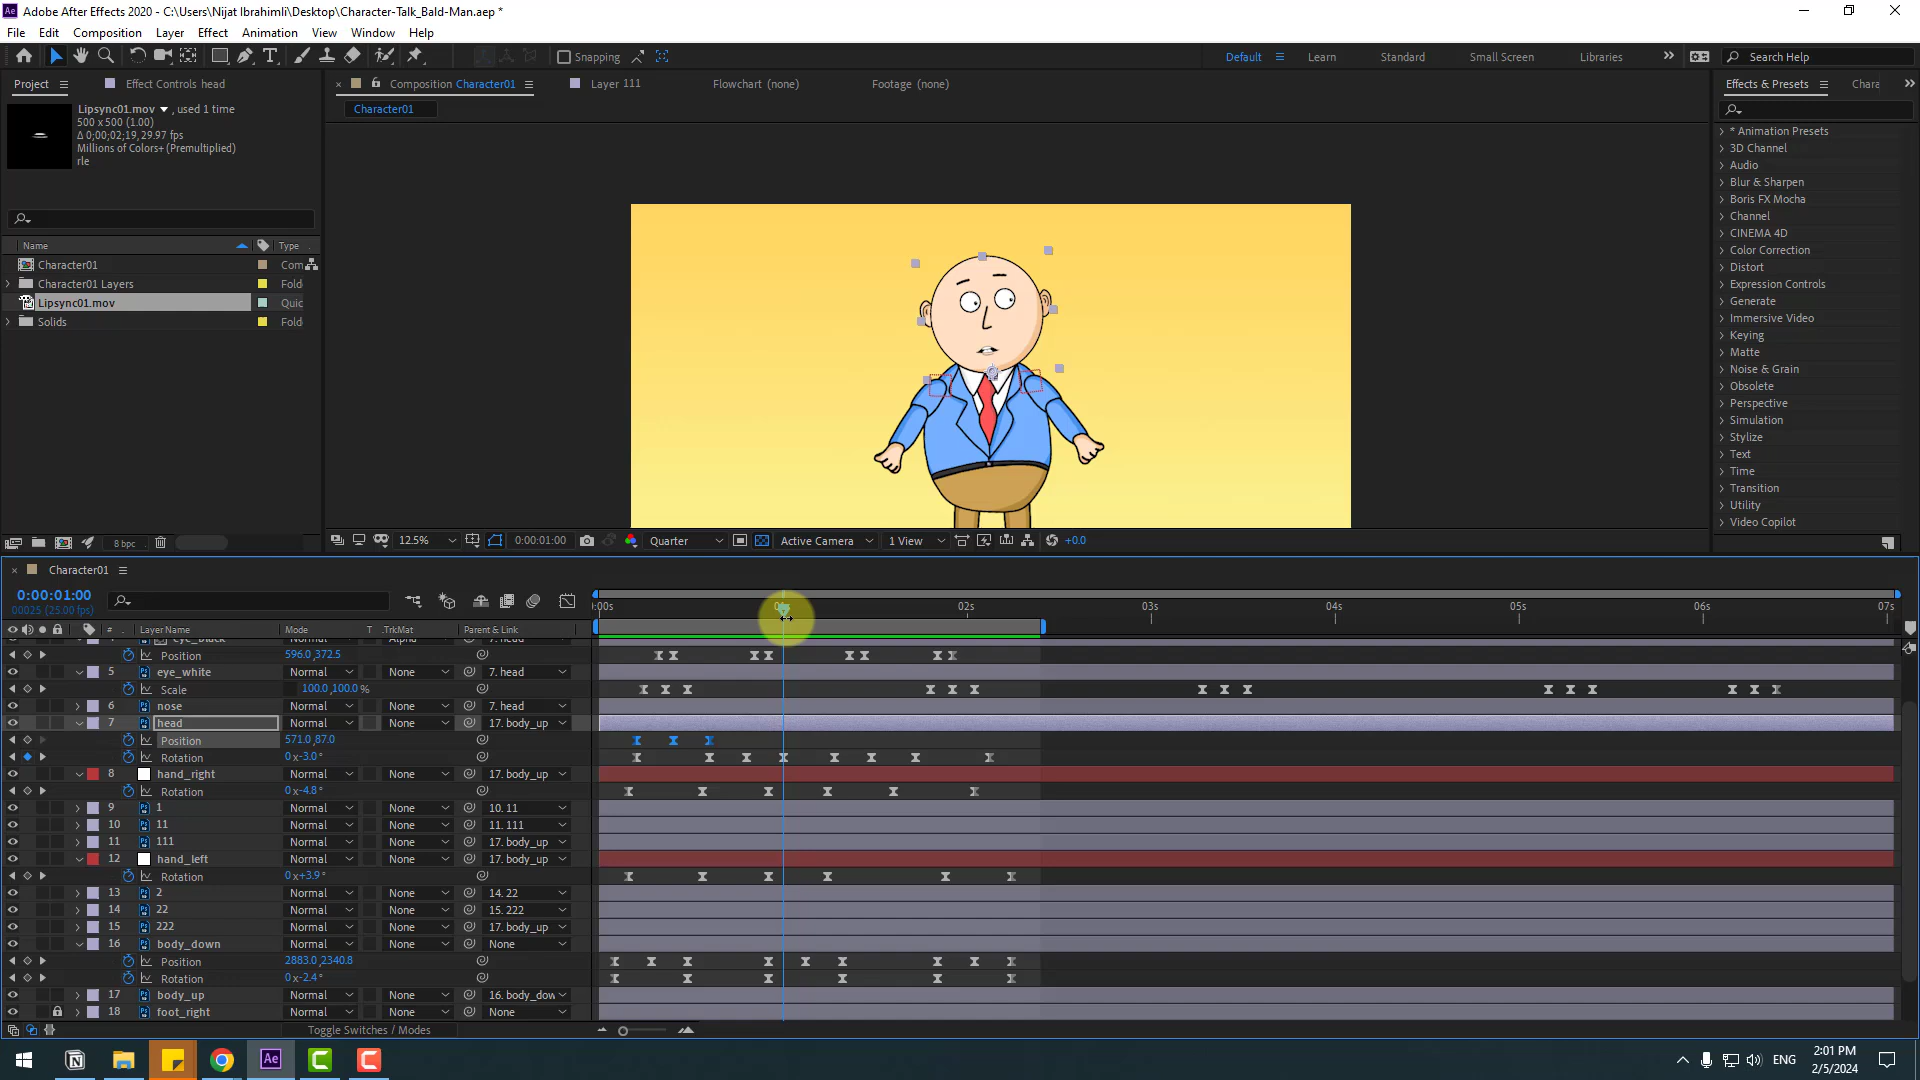 Adobe After Effects 2020 - C:\Users\Nijat Ibrahimli\Desktop\Character-Talk_Bald-Man.aep *
File Edit Composition Layer Effect Animation View Window Help
Snapping
Default Learn Standard Small Screen Libraries
Search Help
Project Effect Controls head
Composition Character01 Layer 111 Flowchart (none) Footage (none)
Effects & Presets Chara
Character01
Lipsync01.mov , used 1 time
500 x 500 (1.00)
Δ 0;00;02;19, 29.97 fps
Millions of Colors+ (Premultiplied)
rle
Name Type
Character01 Com
Character01 Layers Fold
Lipsync01.mov Quic
Solids Fold
* Animation Presets
3D Channel
Audio
Blur & Sharpen
Boris FX Mocha
Channel
CINEMA 4D
Color Correction
Distort
Expression Controls
Generate
Immersive Video
Keying
Matte
Noise & Grain
Obsolete
Perspective
Simulation
Stylize
Text
Time
Transition
Utility
Video Copilot
8 bpc
12.5% 0:00:01:00 Quarter Active Camera 1 View +0.0
Character01
0:00:01:00
00025 (25.00 fps)
:00s 02s 03s 04s 05s 06s 07s
# Layer Name Mode T .TrkMat Parent & Link
eye_black Normal Alpha 7. head
Position 596.0,372.5
5 eye_white Normal None 7. head
Scale 100.0,100.0 %
6 nose Normal None 7. head
7 head Normal None 17. body_up
Position 571.0,87.0
Rotation 0x-3.0°
8 hand_right Normal None 17. body_up
Rotation 0x-4.8°
9 1 Normal None 10. 11
10 11 Normal None 11. 111
11 111 Normal None 17. body_up
12 hand_left Normal None 17. body_up
Rotation 0x+3.9°
13 2 Normal None 14. 22
14 22 Normal None 15. 222
15 222 Normal None 17. body_up
16 body_down Normal None None
Position 2883.0,2340.8
Rotation 0x-2.4°
17 body_up Normal None 16. body_dow
18 foot_right Normal None None
Toggle Switches / Modes
ENG
2:01 PM
2/5/2024